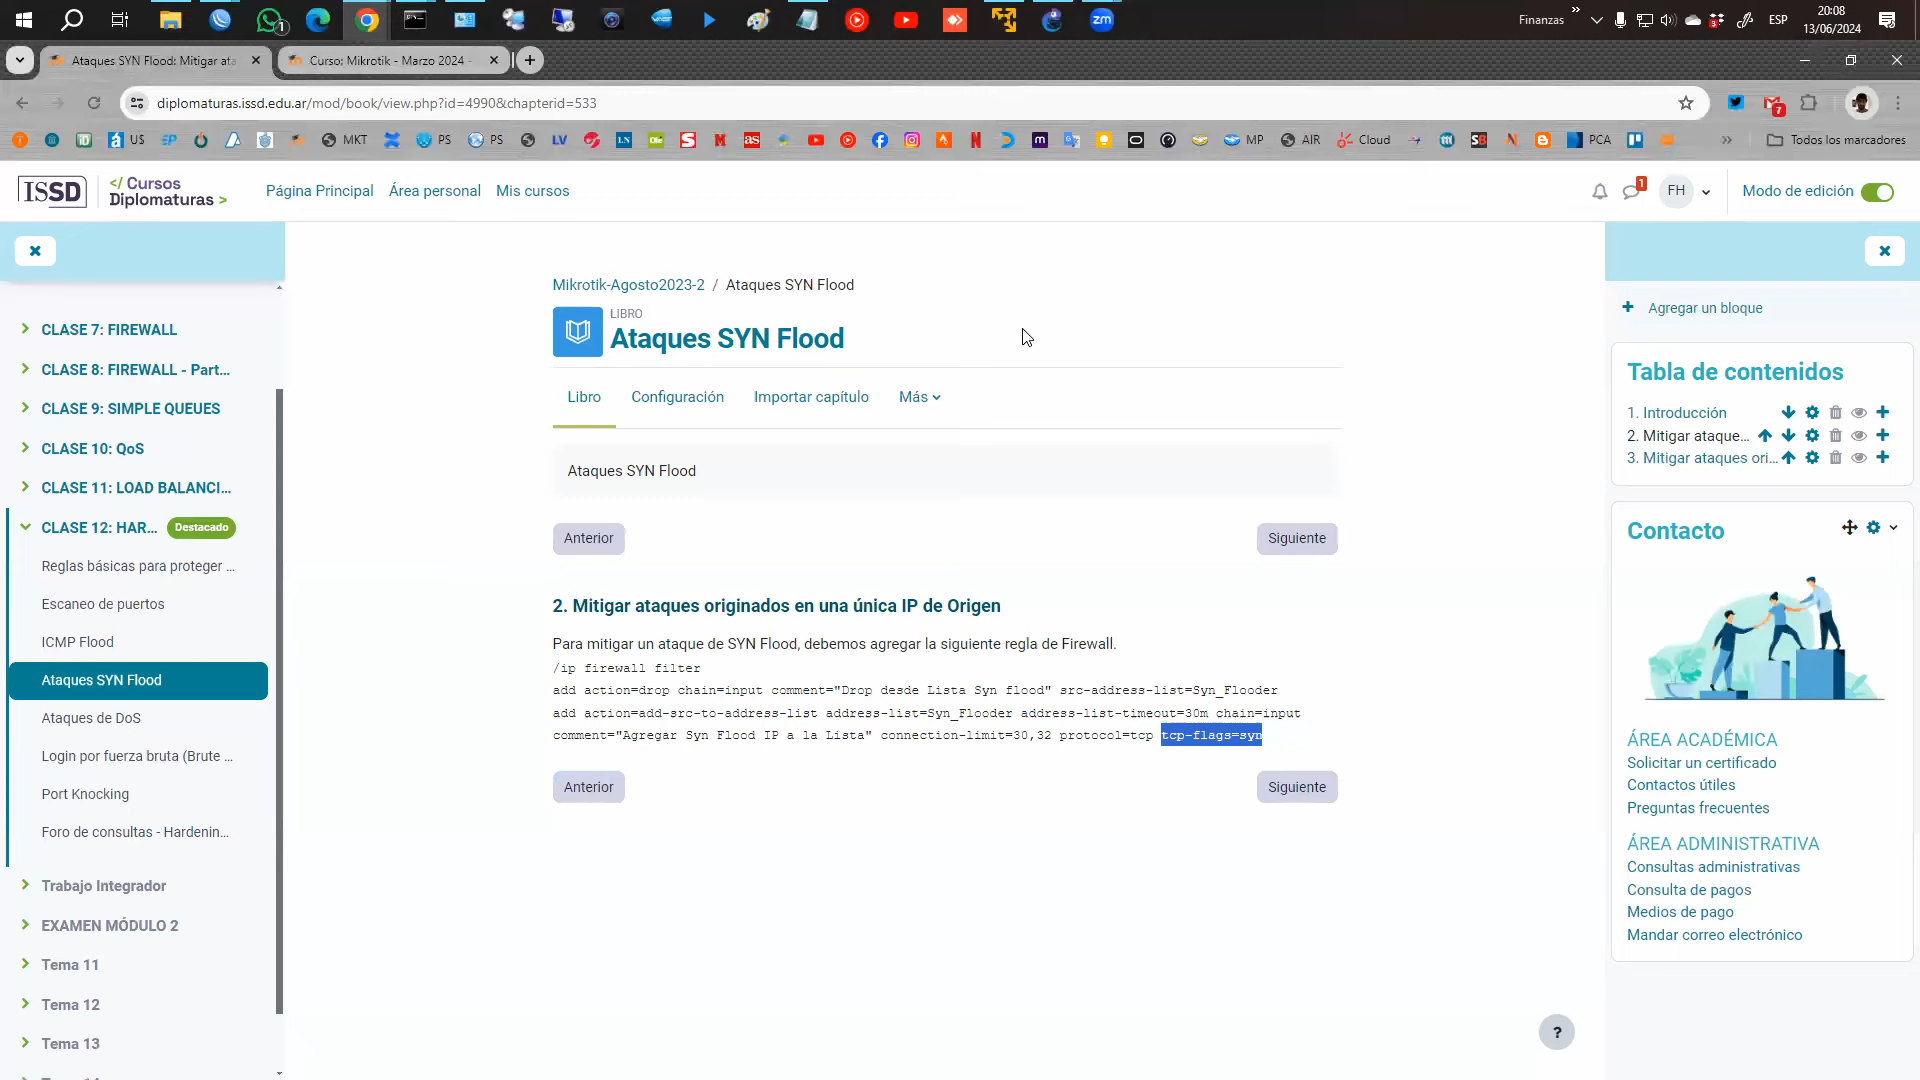 Finanzas
ESP
20:08
13/06/2024
Ataques SYN Flood: Mitigar ata
Curso: Mikrotik - Marzo 2024 -
diplomaturas.issd.edu.ar/mod/book/view.php?id=4990&chapterid=533
7
U$
MKT
PS
PS
LV
MP
AIR
Cloud
PCA
Todos los marcadores
ISSD
</ Cursos
Diplomaturas >
Página Principal
Área personal
Mis cursos
1
FH
Modo de edición
CLASE 7: FIREWALL
CLASE 8: FIREWALL - Part...
CLASE 9: SIMPLE QUEUES
CLASE 10: QoS
CLASE 11: LOAD BALANCI...
CLASE 12: HAR...
Destacado
Reglas básicas para proteger ...
Escaneo de puertos
ICMP Flood
Ataques SYN Flood
Ataques de DoS
Login por fuerza bruta (Brute ...
Port Knocking
Foro de consultas - Hardenin...
Trabajo Integrador
EXAMEN MÓDULO 2
Tema 11
Tema 12
Tema 13
Mikrotik-Agosto2023-2 / Ataques SYN Flood
LIBRO
Ataques SYN Flood
Libro
Configuración
Importar capítulo
Más
Ataques SYN Flood
Anterior
Siguiente
2. Mitigar ataques originados en una única IP de Origen
Para mitigar un ataque de SYN Flood, debemos agregar la siguiente regla de Firewall.
/ip firewall filter
add action=drop chain=input comment="Drop desde Lista Syn flood" src-address-list=Syn_Flooder
add action=add-src-to-address-list address-list=Syn_Flooder address-list-timeout=30m chain=input
comment="Agregar Syn Flood IP a la Lista" connection-limit=30,32 protocol=tcp tcp-flags=syn
Anterior
Siguiente
Agregar un bloque
Tabla de contenidos
1. Introducción
2. Mitigar ataque...
3. Mitigar ataques ori...
Contacto
ÁREA ACADÉMICA
Solicitar un certificado
Contactos útiles
Preguntas frecuentes
ÁREA ADMINISTRATIVA
Consultas administrativas
Consulta de pagos
Medios de pago
Mandar correo electrónico
?